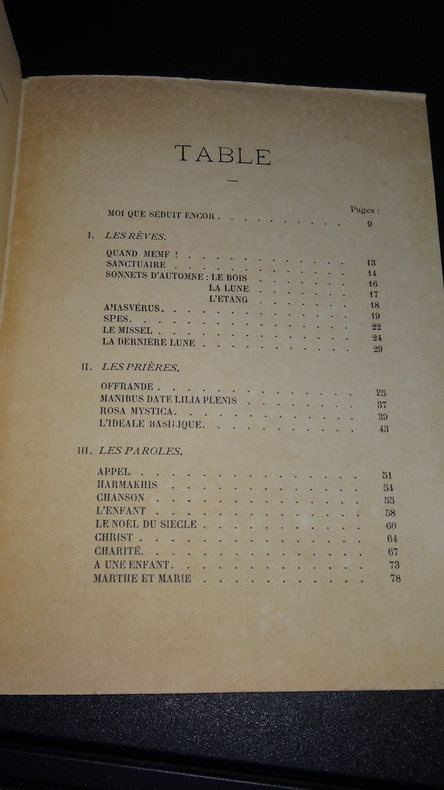 TABLE
Pages :
MOI QUE SÉDUIT ENCOR . . . . . . . . . . 9
I. LES RÊVES.
QUAND MEMF ! . . . . . . . . . . 13
SANCTUAIRE . . . . . . . . . . 14
SONNETS D'AUTOMNE : LE BOIS . . . . . . 16
LA LUNE . . . . . . 17
L'ETANG . . . . . . 18
AHASVÉRUS. . . . . . . . . . . 19
SPES. . . . . . . . . . . . 22
LE MISSEL . . . . . . . . . . 24
LA DERNIÈRE LUNE . . . . . . . . . 29
II. LES PRIÈRES.
OFFRANDE . . . . . . . . . . . 25
MANIBUS DATE LILIA PLENIS . . . . . . . 37
ROSA MYSTICA. . . . . . . . . . . 39
L'IDÉALE BASILIQUE. . . . . . . . . 43
III. LES PAROLES.
APPEL . . . . . . . . . . . . 51
HARMAKHIS . . . . . . . . . . . 54
CHANSON . . . . . . . . . . . 55
L'ENFANT . . . . . . . . . . . 58
LE NOËL DU SIÈCLE . . . . . . . . . 60
CHRIST . . . . . . . . . . . . 64
CHARITÉ. . . . . . . . . . . . 67
A UNE ENFANT. . . . . . . . . . . 73
MARTHE ET MARIE . . . . . . . . . 78